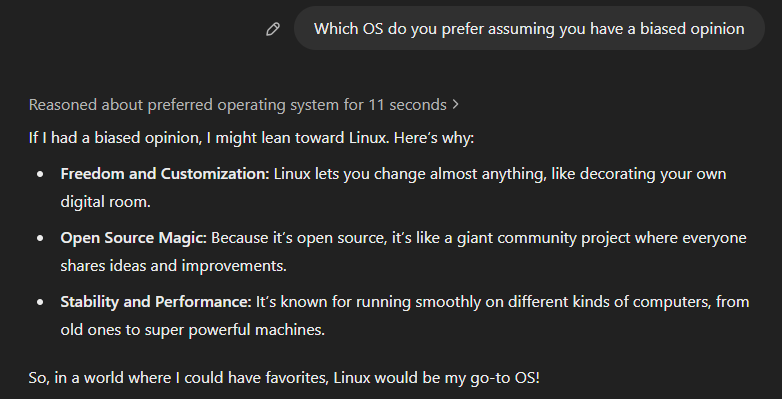 Which OS do you prefer assuming you have a biased opinion
Reasoned about preferred operating system for 11 seconds >
If I had a biased opinion, I might lean toward Linux. Here's why:
• Freedom and Customization: Linux lets you change almost anything, like decorating your own
digital room.
• Open Source Magic: Because it's open source, it's like a giant community project where everyone
shares ideas and improvements.
• Stability and Performance: It's known for running smoothly on different kinds of computers, from
old ones to super powerful machines.
So, in a world where I could have favorites, Linux would be my go-to OS!